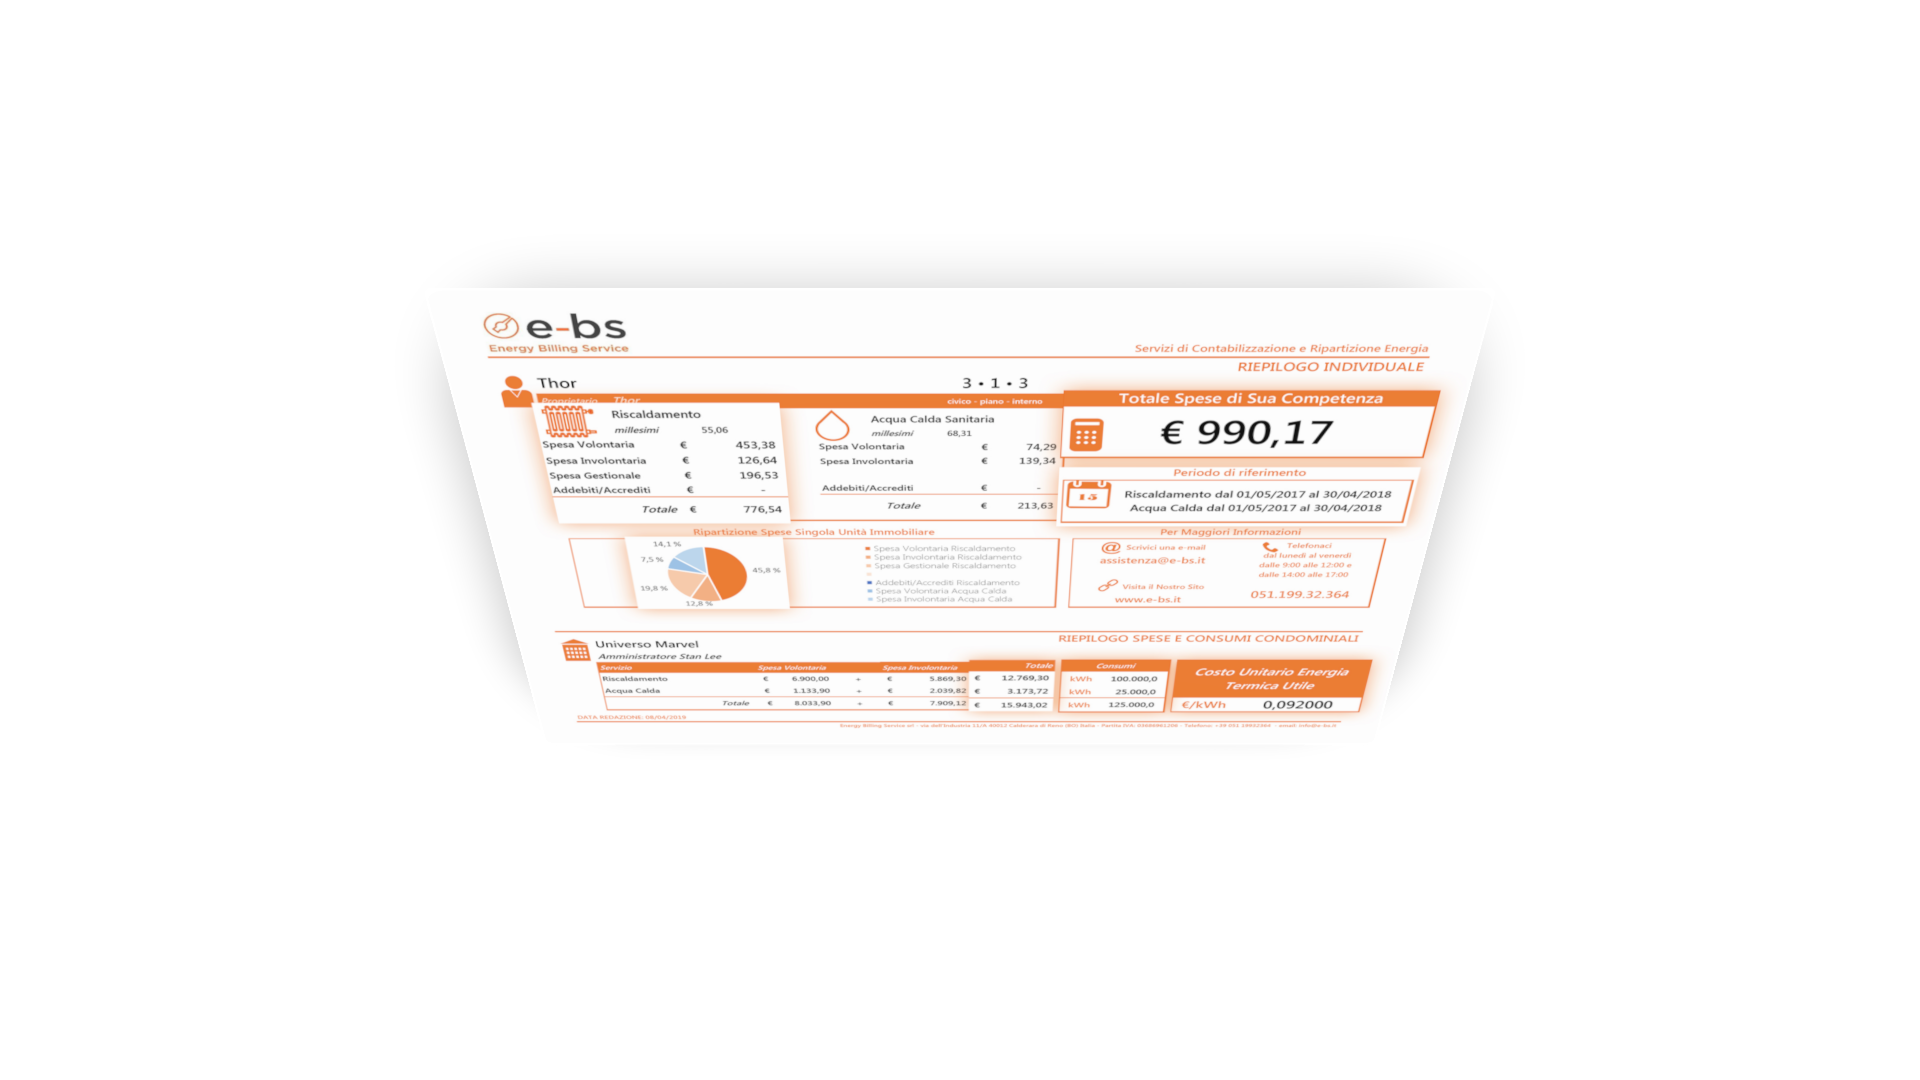 e-bs
Energy Billing Service
Servizi di Contabilizzazione e Ripartizione Energia
RIEPILOGO INDIVIDUALE
Thor
3 • 1 • 3
Proprietario Thor
civico - piano - interno
Riscaldamento
millesimi 55,06
Spesa Volontaria € 453,38
Spesa Involontaria € 126,64
Spesa Gestionale € 196,53
Addebiti/Accrediti € -
Totale € 776,54
Acqua Calda Sanitaria
millesimi 68,31
Spesa Volontaria € 74,29
Spesa Involontaria € 139,34
Addebiti/Accrediti € -
Totale € 213,63
Totale Spese di Sua Competenza
€ 990,17
Periodo di riferimento
15
Riscaldamento dal 01/05/2017 al 30/04/2018
Acqua Calda dal 01/05/2017 al 30/04/2018
Ripartizione Spese Singola Unità Immobiliare
14,1 %
7,5 %
45,8 %
19,8 %
12,8 %
Spesa Volontaria Riscaldamento
Spesa Involontaria Riscaldamento
Spesa Gestionale Riscaldamento
Addebiti/Accrediti Riscaldamento
Spesa Volontaria Acqua Calda
Spesa Involontaria Acqua Calda
Per Maggiori Informazioni
@ Scrivici una e-mail
assistenza@e-bs.it
Visita il Nostro Sito
www.e-bs.it
Telefonaci
dal lunedì al venerdì
dalle 9:00 alle 12:00 e
dalle 14:00 alle 17:00
051.199.32.364
Universo Marvel
RIEPILOGO SPESE E CONSUMI CONDOMINIALI
Amministratore Stan Lee
Servizio Spesa Volontaria Spesa Involontaria Totale Consumi
Riscaldamento € 6.900,00 + € 5.869,30 € 12.769,30 kWh 100.000,0
Acqua Calda € 1.133,90 + € 2.039,82 € 3.173,72 kWh 25.000,0
Totale € 8.033,90 + € 7.909,12 € 15.943,02 kWh 125.000,0
Costo Unitario Energia
Termica Utile
€/kWh 0,092000
DATA REDAZIONE: 08/04/2019
Energy Billing Service srl - via dell'Industria